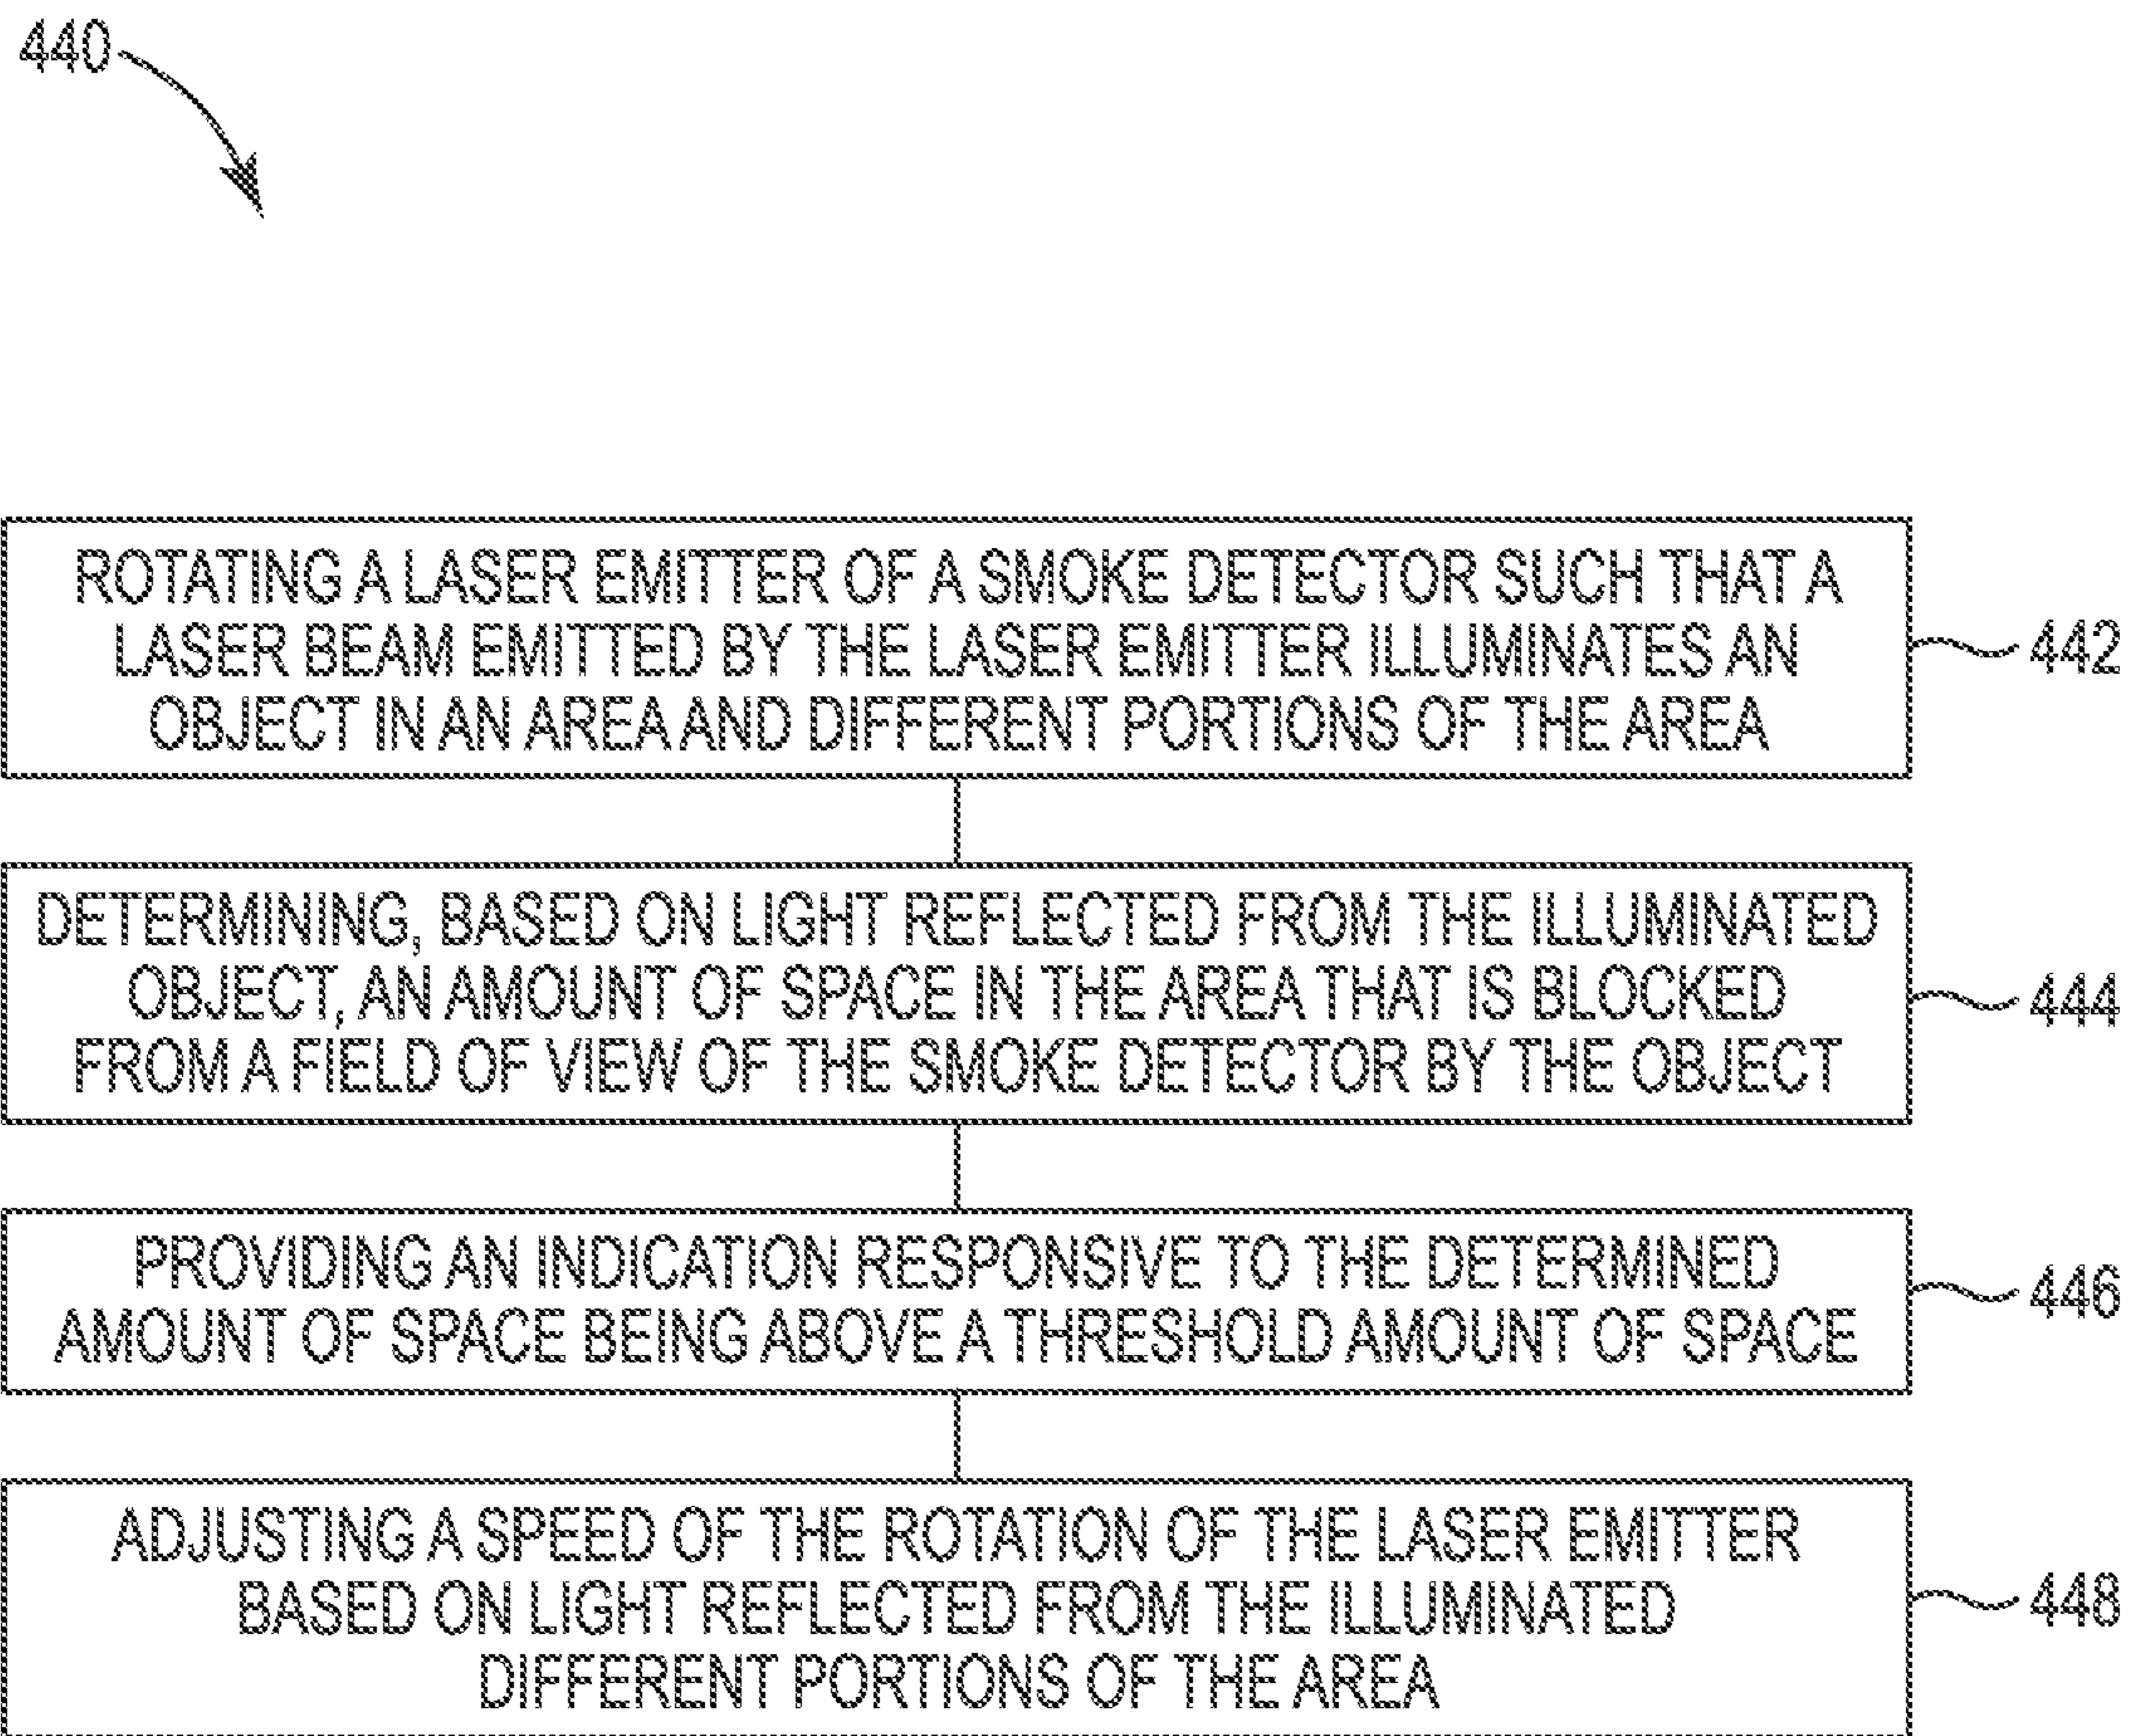 440
ROTATING A LASER EMITTER OF A SMOKE DETECTOR SUCH THAT A
LASER BEAM EMITTED BY THE LASER EMITTER ILLUMINATES AN
OBJECT IN AN AREA AND DIFFERENT PORTIONS OF THE AREA
442
DETERMINING, BASED ON LIGHT REFLECTED FROM THE ILLUMINATED
OBJECT, AN AMOUNT OF SPACE IN THE AREA THAT IS BLOCKED
FROM A FIELD OF VIEW OF THE SMOKE DETECTOR BY THE OBJECT
444
PROVIDING AN INDICATION RESPONSIVE TO THE DETERMINED
AMOUNT OF SPACE BEING ABOVE A THRESHOLD AMOUNT OF SPACE
446
ADJUSTING A SPEED OF THE ROTATION OF THE LASER EMITTER
BASED ON LIGHT REFLECTED FROM THE ILLUMINATED
DIFFERENT PORTIONS OF THE AREA
448